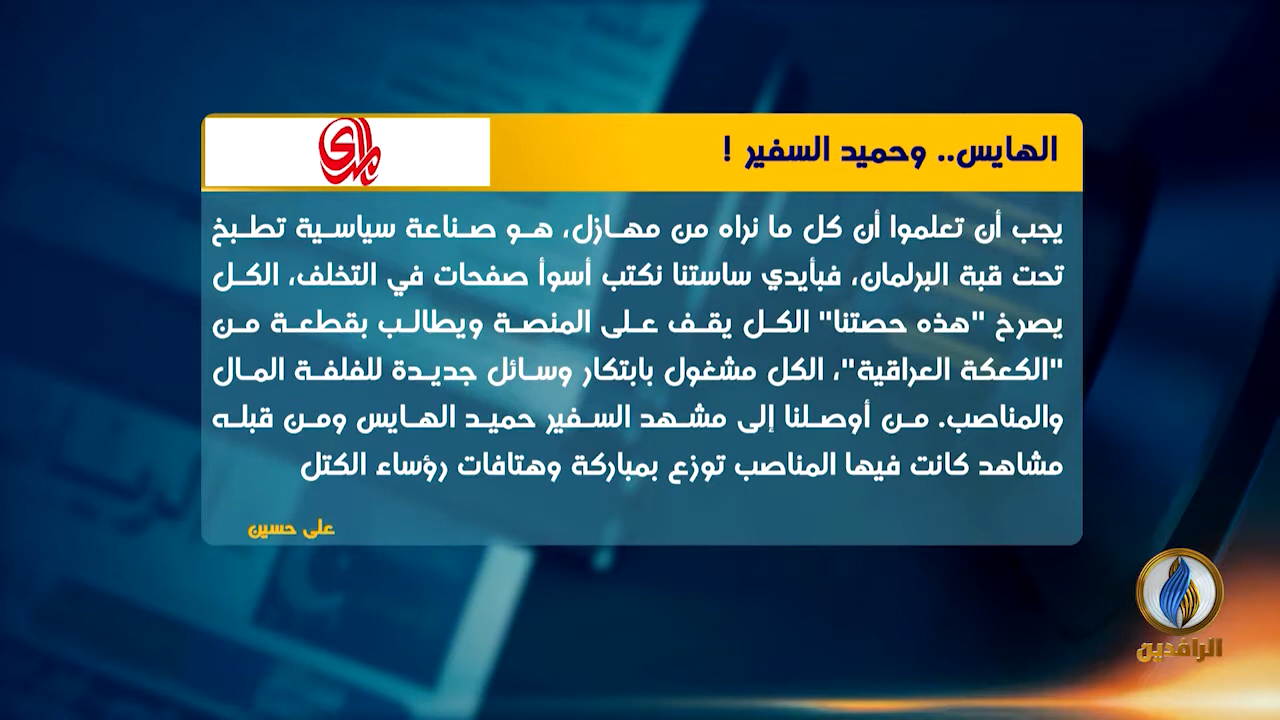 الهايس.. وحميد السفير !
المدى
يجب أن تعلموا أن كل ما نراه من مهازل، هو صناعة سياسية تطبخ
تحت قبة البرلمان، فبأيدي ساستنا نكتب أسوأ صفحات في التخلف، الكل
يصرخ "هذه حصتنا" الكل يقف على المنصة ويطالب بقطعة من
"الكعكة العراقية"، الكل مشغول بابتكار وسائل جديدة للفلفة المال
والمناصب. من أوصلنا إلى مشهد السفير حميد الهايس ومن قبله
مشاهد كانت فيها المناصب توزع بمباركة وهتافات رؤساء الكتل
على حسين
الرافدين